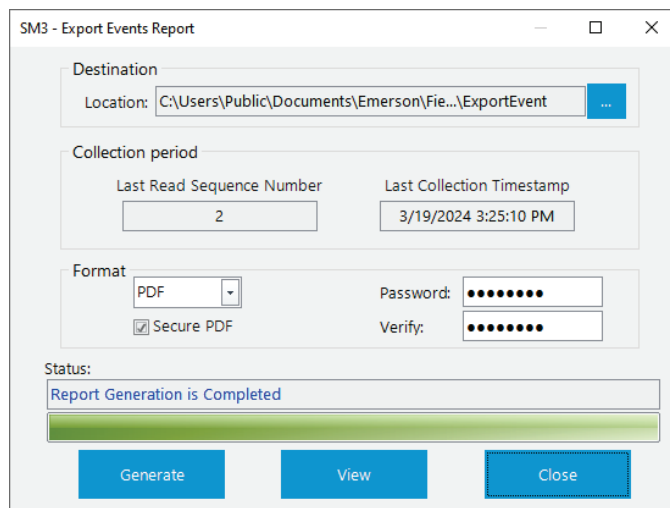 SM3 - Export Events Report
Destination
Location: C:\Users\Public\Documents\Emerson\Fie...\ExportEvent ...
Collection period
Last Read Sequence Number Last Collection Timestamp
2 3/19/2024 3:25:10 PM
Format
PDF Password: ●●●●●●●●
Secure PDF Verify: ●●●●●●●●
Status:
Report Generation is Completed
Generate View Close